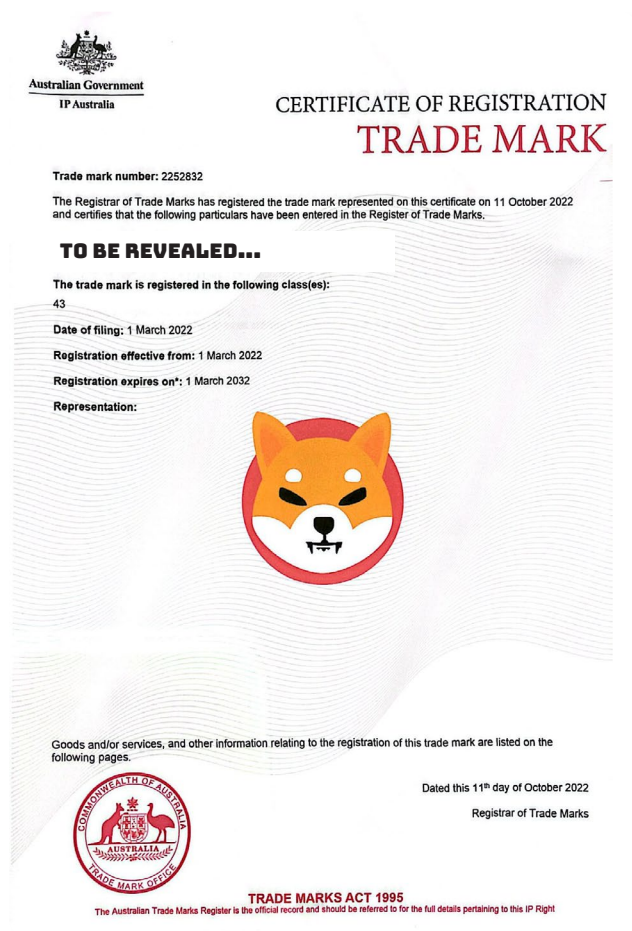 Australian Government
IP Australia
CERTIFICATE OF REGISTRATION
TRADE MARK
Trade mark number: 2252832
The Registrar of Trade Marks has registered the trade mark represented on this certificate on 11 October 2022
and certifies that the following particulars have been entered in the Register of Trade Marks.
TO BE REVEALED...
The trade mark is registered in the following class(es):
43
Date of filing: 1 March 2022
Registration effective from: 1 March 2022
Registration expires on*: 1 March 2032
Representation:
Goods and/or services, and other information relating to the registration of this trade mark are listed on the
following pages.
COMMONWEALTH OF AUSTRALIA
AUSTRALIA
TRADE MARK OFFICE
Dated this 11th day of October 2022
Registrar of Trade Marks
TRADE MARKS ACT 1995
The Australian Trade Marks Register is the official record and should be referred to for the full details pertaining to this IP Right